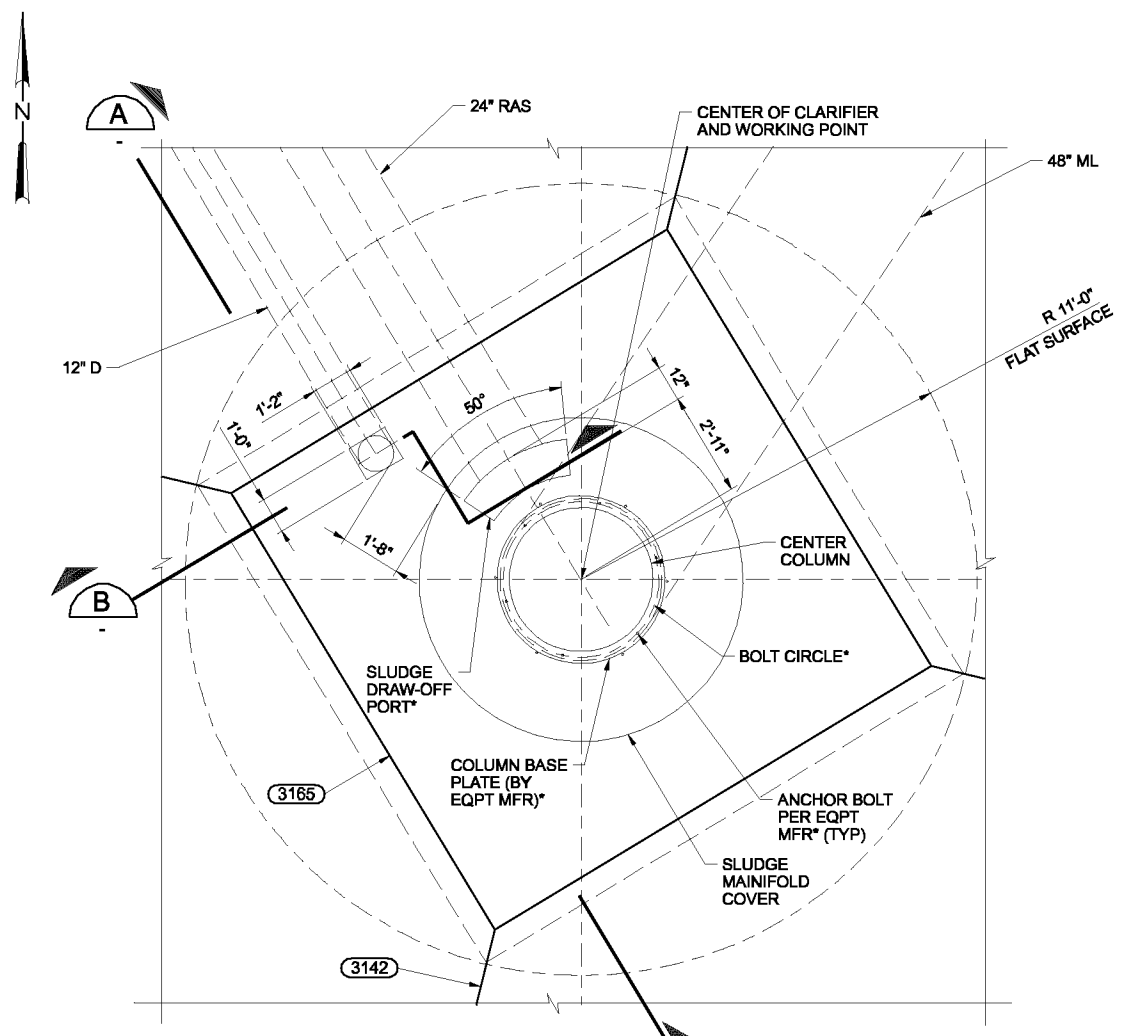 N
A
-
24" RAS
CENTER OF CLARIFIER
AND WORKING POINT
48" ML
R 11'-0"
FLAT SURFACE
12" D
1'-2"
1'-0"
50°
12"
2'-11"
1'-8"
CENTER
COLUMN
B
-
BOLT CIRCLE*
SLUDGE
DRAW-OFF
PORT*
COLUMN BASE
PLATE (BY
EQPT MFR)*
3165
ANCHOR BOLT
PER EQPT
MFR* (TYP)
SLUDGE
MAINIFOLD
COVER
3142